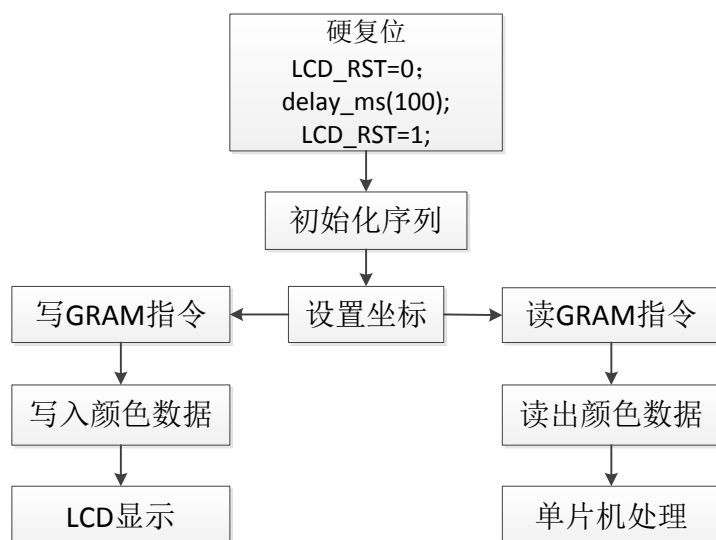 硬复位
LCD_RST=0；
delay_ms(100);
LCD_RST=1;
初始化序列
写GRAM指令
设置坐标
读GRAM指令
写入颜色数据
读出颜色数据
LCD显示
单片机处理